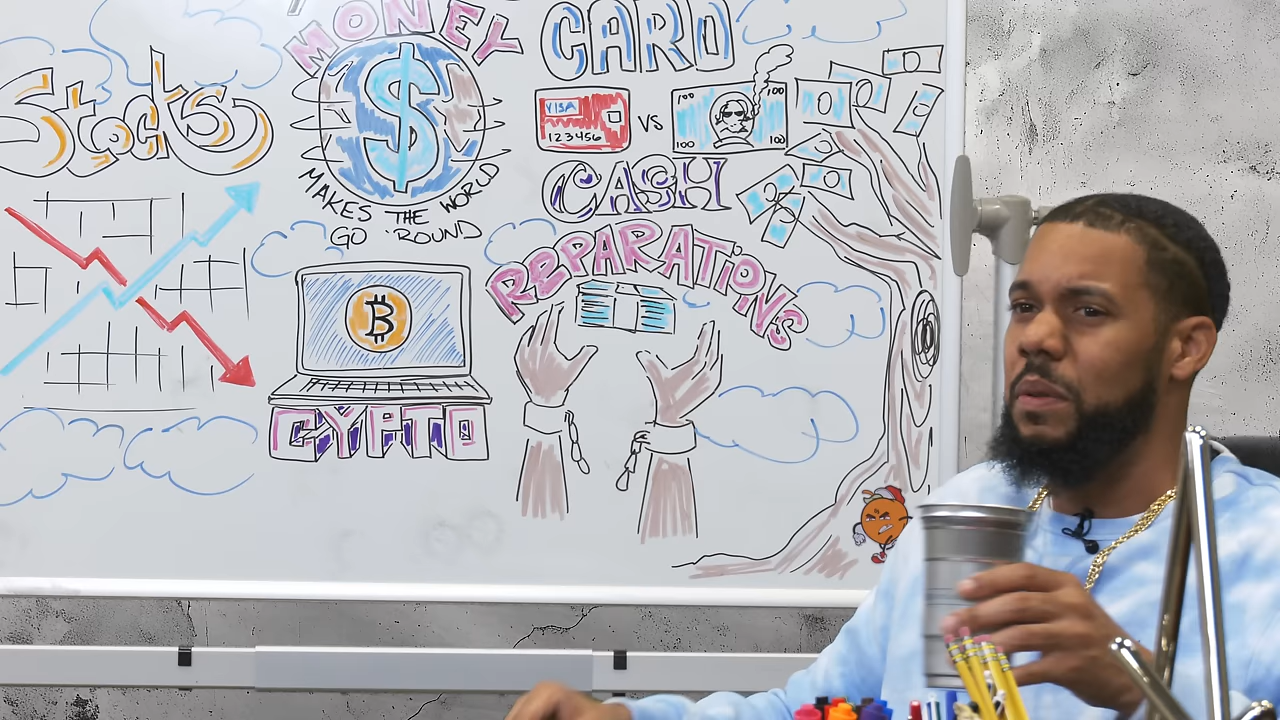 Stocks
MONEY
$
MAKES THE WORLD
GO 'ROUND
CARD
VISA
123456
VS
100
100
100
100
CASH
REPARATIONS
B
CYPTO